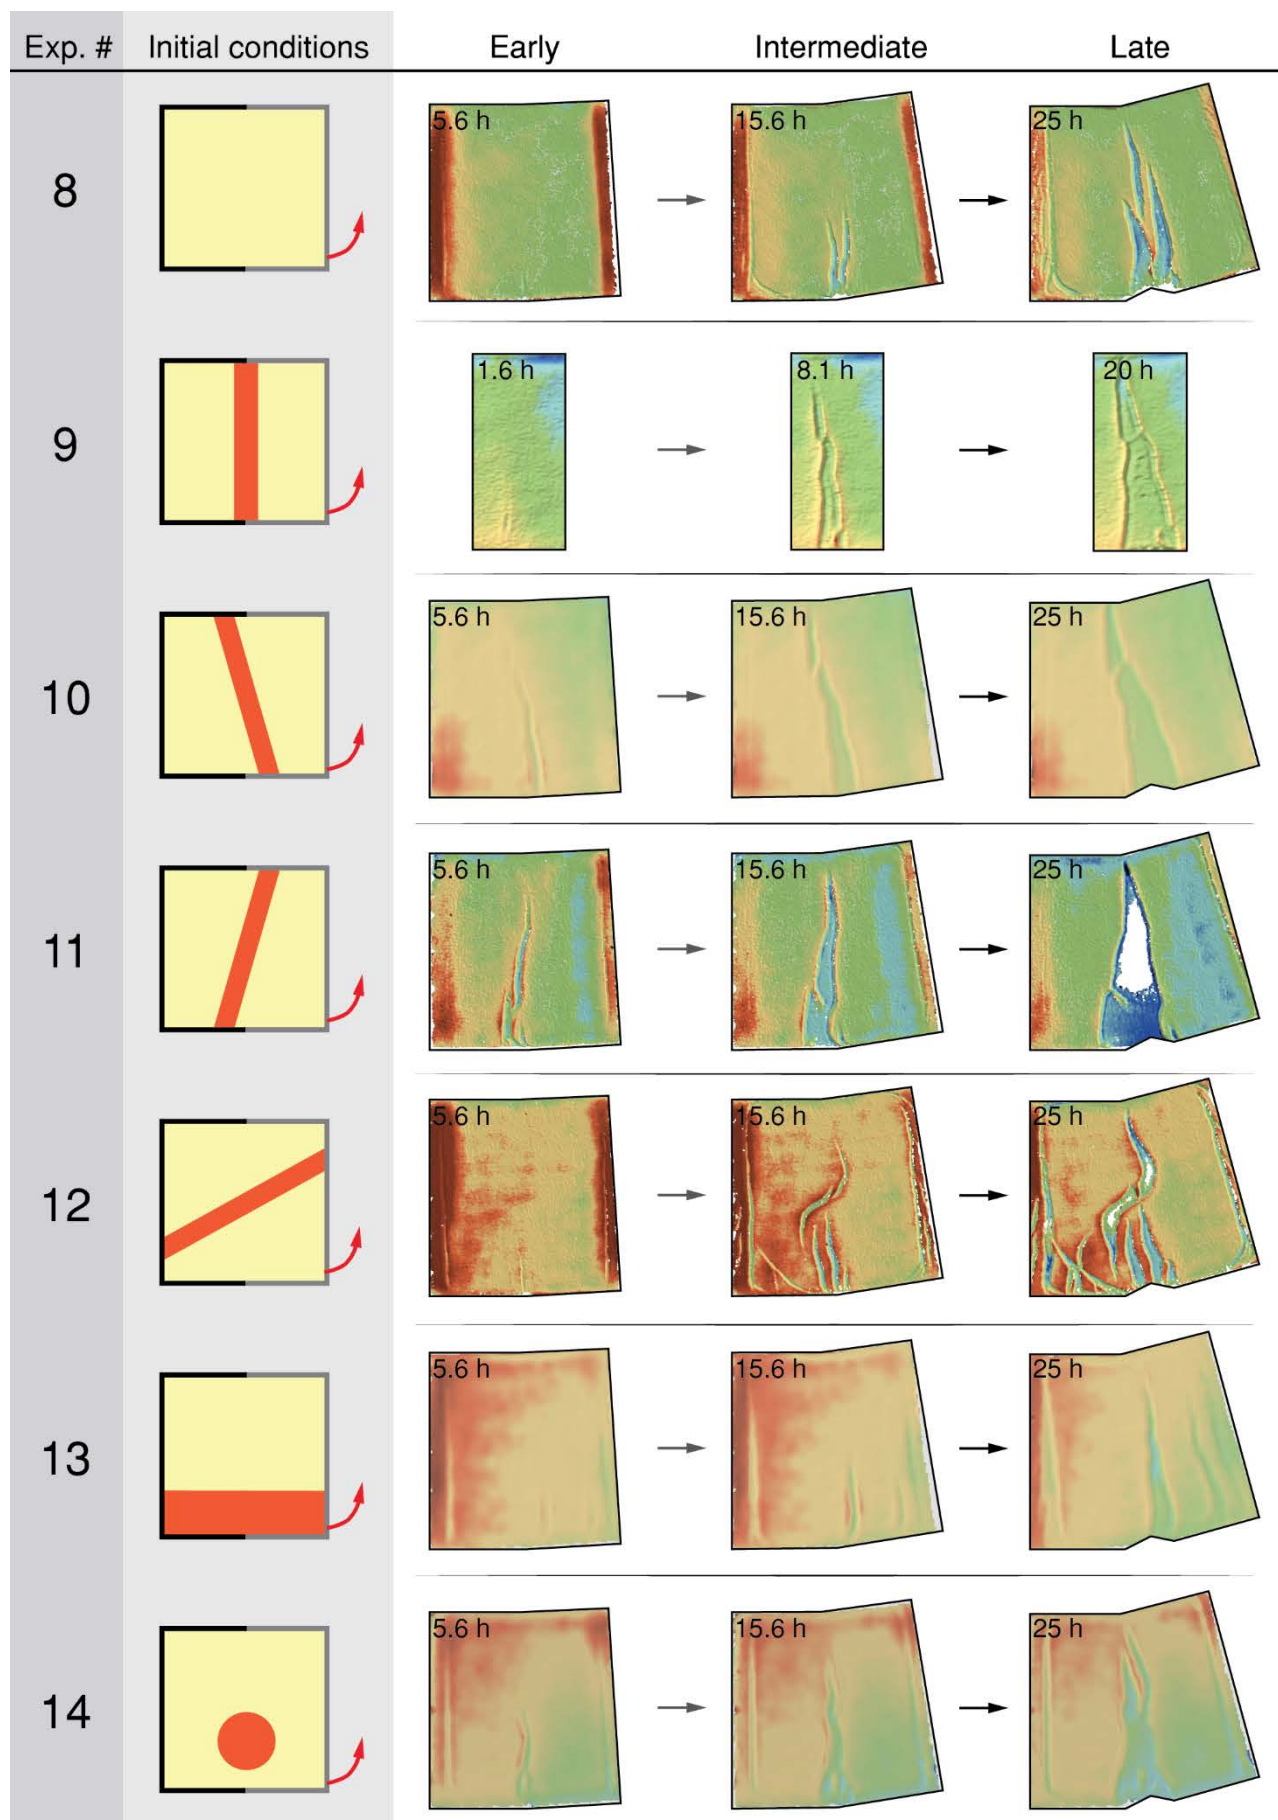 Exp. # Initial conditions Early Intermediate Late
8 5.6 h 15.6 h 25 h
9 1.6 h 8.1 h 20 h
10 5.6 h 15.6 h 25 h
11 5.6 h 15.6 h 25 h
12 5.6 h 15.6 h 25 h
13 5.6 h 15.6 h 25 h
14 5.6 h 15.6 h 25 h